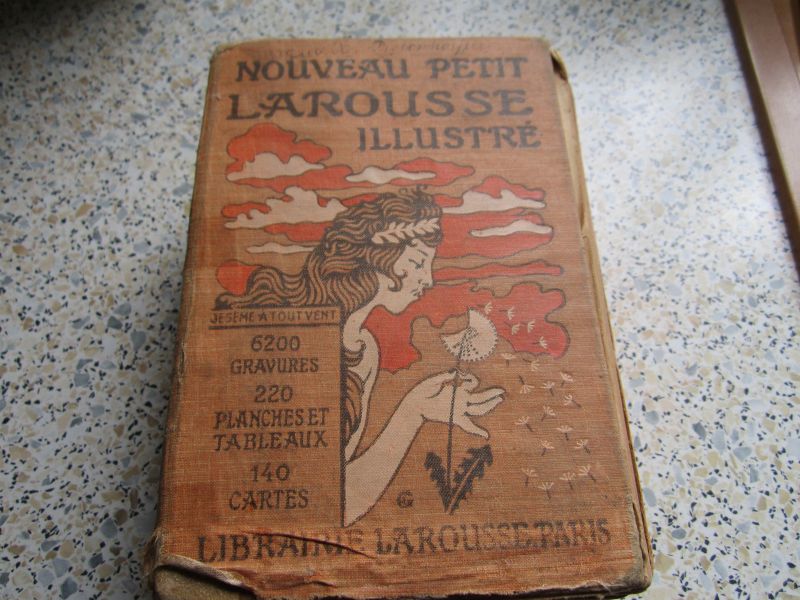 NOUVEAU PETIT
LAROUSSE
ILLUSTRÉ
JE SÈME À TOUT VENT
6200
GRAVURES
220
PLANCHES ET
TABLEAUX
140
CARTES
LIBRAIRIE LAROUSSE.PARIS